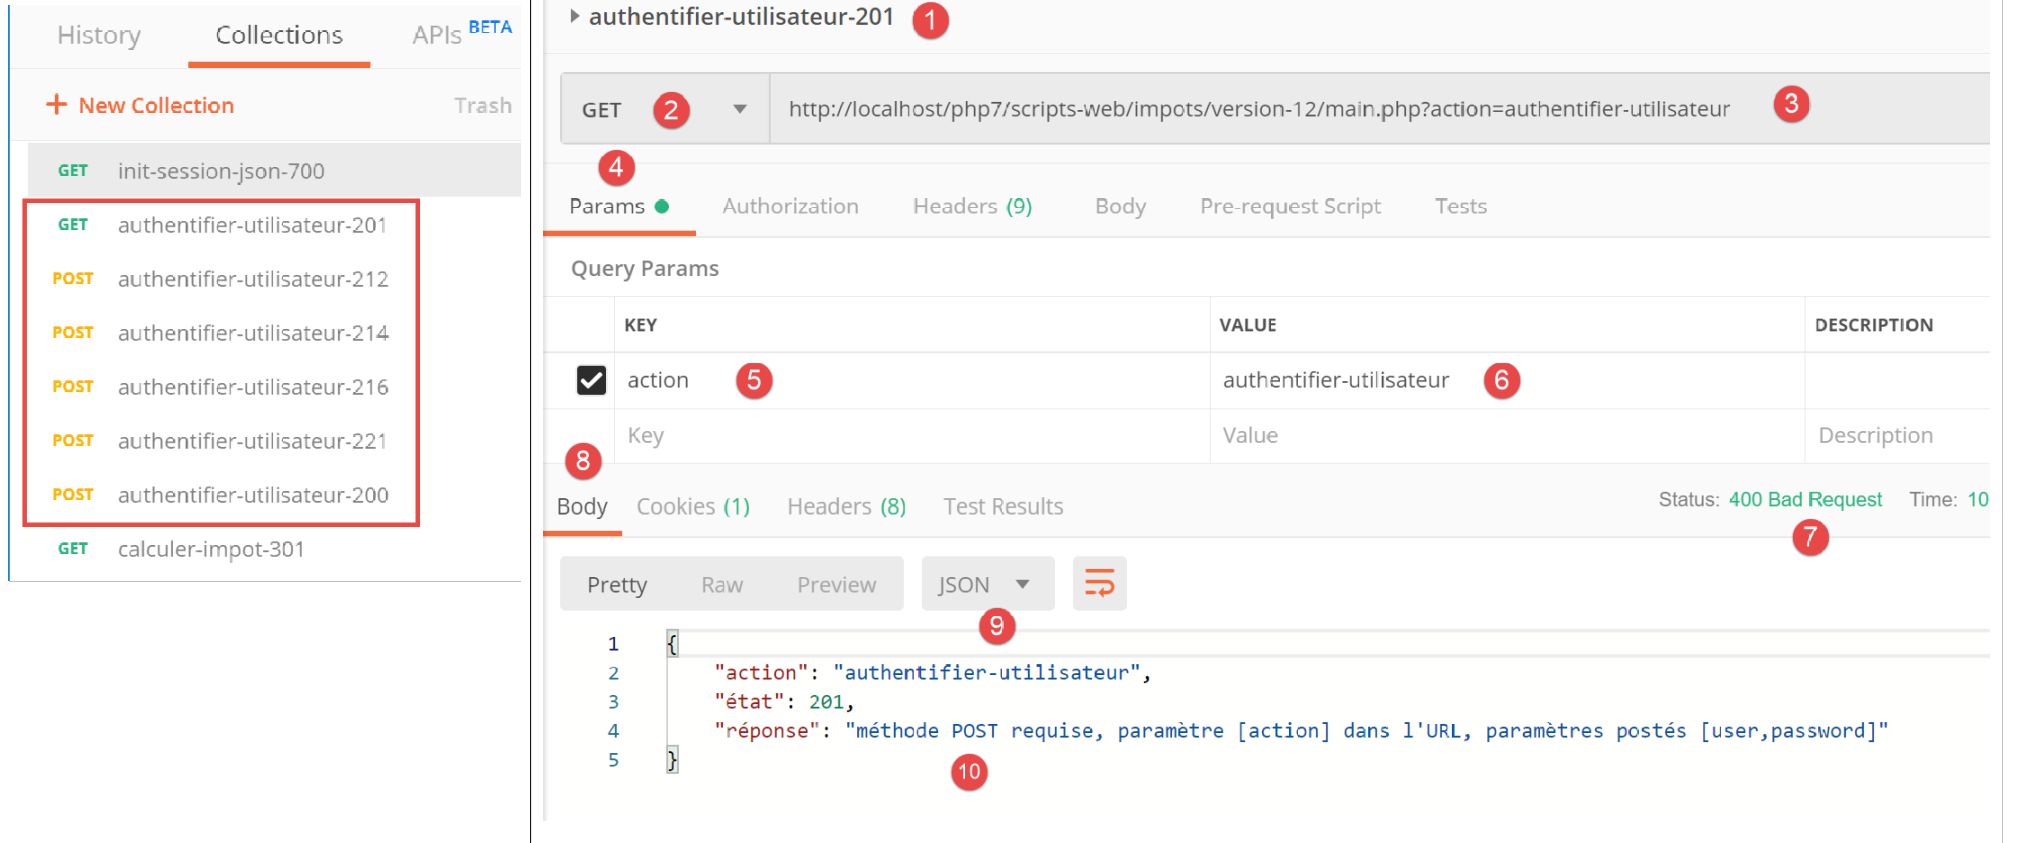 History Collections APIs BETA
+ New Collection Trash
GET init-session-json-700
GET authentifier-utilisateur-201
POST authentifier-utilisateur-212
POST authentifier-utilisateur-214
POST authentifier-utilisateur-216
POST authentifier-utilisateur-221
POST authentifier-utilisateur-200
GET calculer-impot-301
authentifier-utilisateur-201 1
GET 2 http://localhost/php7/scripts-web/impots/version-12/main.php?action=authentifier-utilisateur 3
4
Params Authorization Headers (9) Body Pre-request Script Tests
Query Params
KEY VALUE DESCRIPTION
action 5 authentifier-utilisateur 6
Key Value Description
8
Body Cookies (1) Headers (8) Test Results Status: 400 Bad Request Time: 10
7
Pretty Raw Preview JSON
9
1 {
2 "action": "authentifier-utilisateur",
3 "état": 201,
4 "réponse": "méthode POST requise, paramètre [action] dans l'URL, paramètres postés [user,password]"
5 }
10